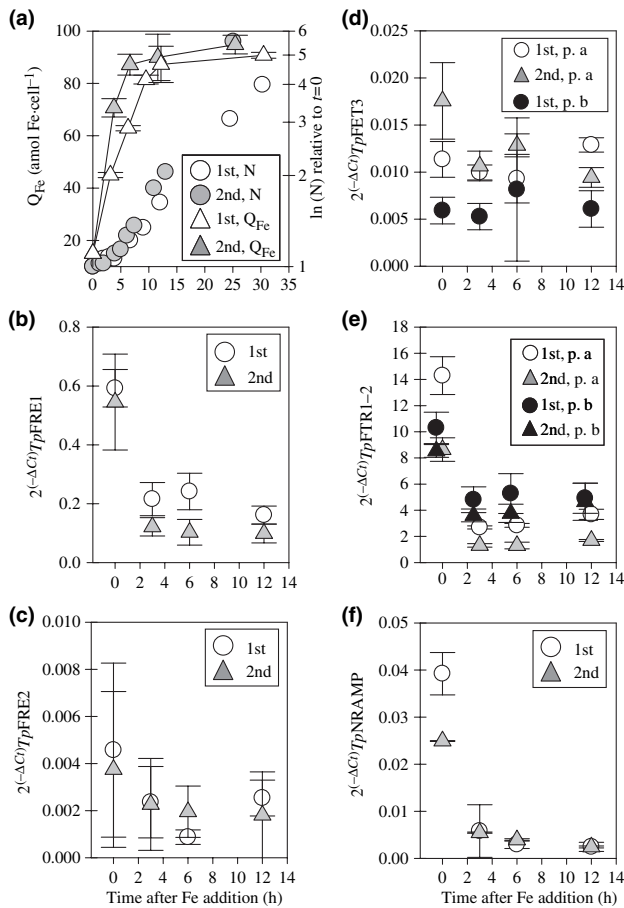 (a)
Q_Fe (amol Fe·cell⁻¹)
100
80
60
40
20
0 5 10 15 20 25 30 35
6
5
4
3
2
1
ln (N) relative to t=0
1st, N
2nd, N
1st, Q_Fe
2nd, Q_Fe
(b)
2^(−ΔCt) TpFRE1
0.8
0.6
0.4
0.2
0.0
0 2 4 6 8 10 12 14
1st
2nd
(c)
2^(−ΔCt) TpFRE2
0.010
0.008
0.006
0.004
0.002
0.000
0 2 4 6 8 10 12 14
Time after Fe addition (h)
1st
2nd
(d)
2^(−ΔCt) TpFET3
0.025
0.020
0.015
0.010
0.005
0.000
0 2 4 6 8 10 12 14
1st, p. a
2nd, p. a
1st, p. b
(e)
2^(−ΔCt) TpFTR1–2
18
16
14
12
10
8
6
4
2
0
0 2 4 6 8 10 12 14
1st, p. a
2nd, p. a
1st, p. b
2nd, p. b
(f)
2^(−ΔCt) TpNRAMP
0.05
0.04
0.03
0.02
0.01
0.00
0 2 4 6 8 10 12 14
Time after Fe addition (h)
1st
2nd